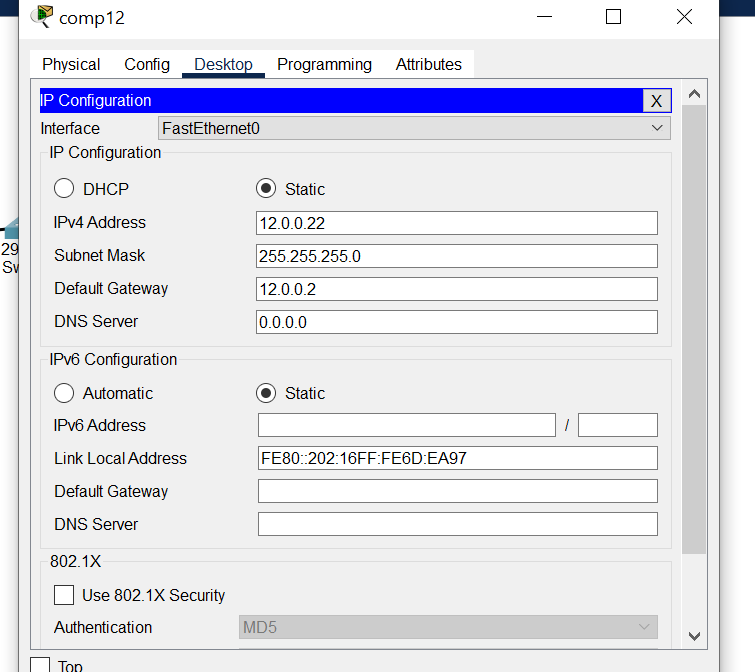 comp12
Physical Config Desktop Programming Attributes
IP Configuration X
Interface FastEthernet0
IP Configuration
DHCP Static
IPv4 Address 12.0.0.22
Subnet Mask 255.255.255.0
Default Gateway 12.0.0.2
DNS Server 0.0.0.0
29
Sw
IPv6 Configuration
Automatic Static
IPv6 Address /
Link Local Address FE80::202:16FF:FE6D:EA97
Default Gateway
DNS Server
802.1X
Use 802.1X Security
Authentication MD5
Top